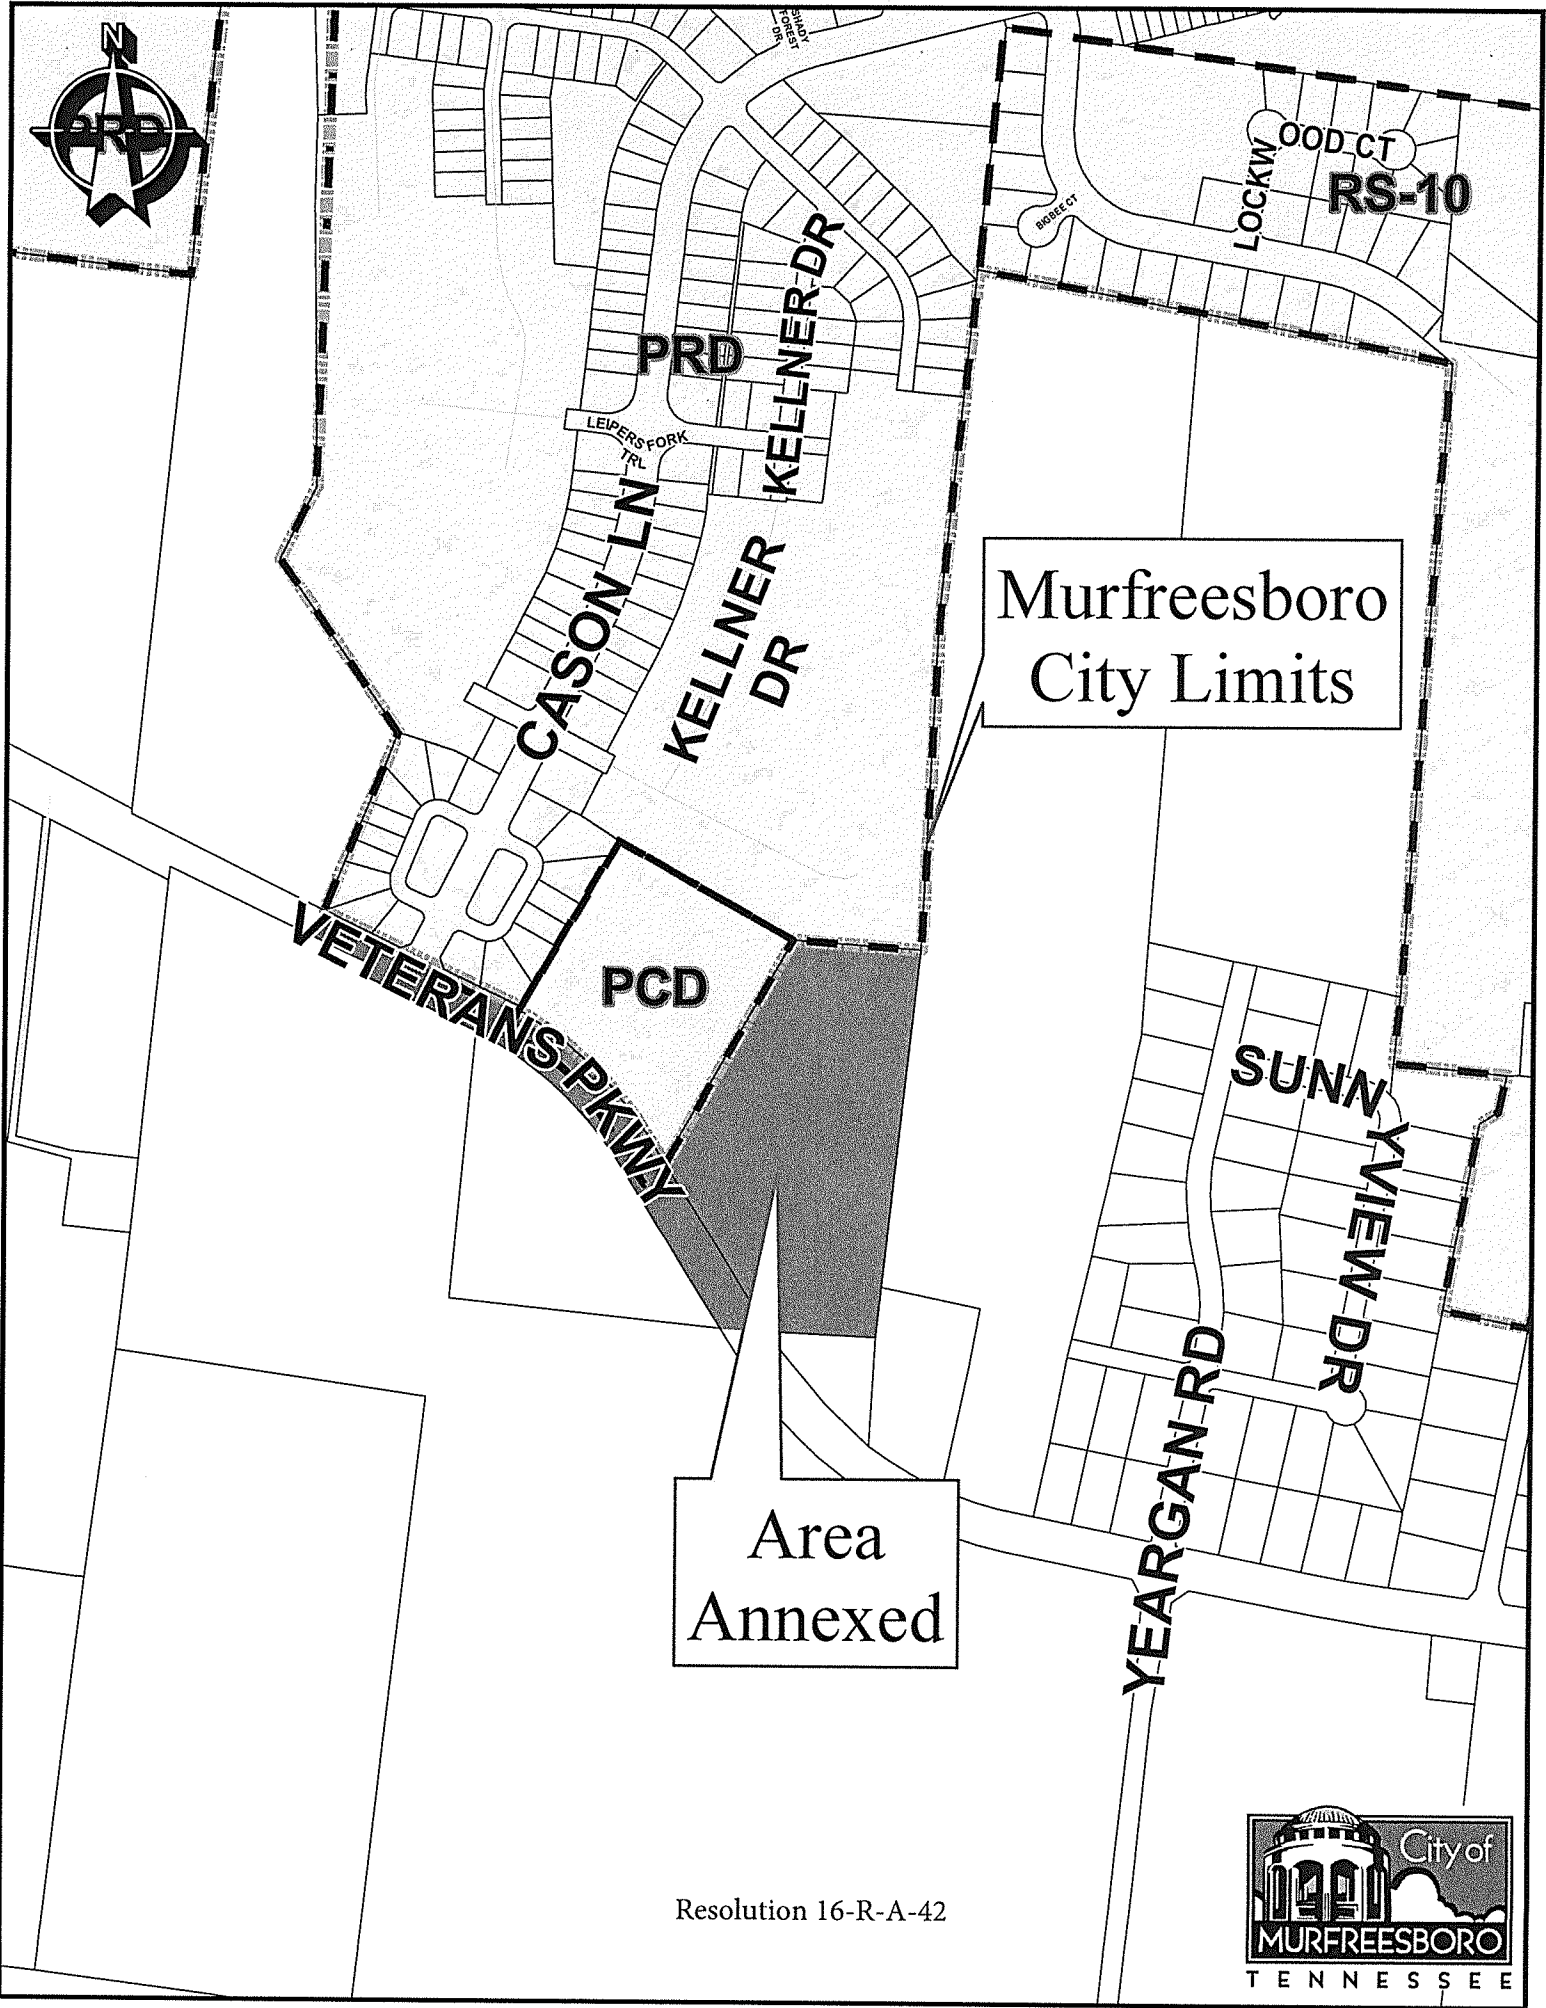 N
PRD
SHADY
FOREST
DR
LOCKWOOD CT
RS-10
BIGBEE CT
KELLNER DR
PRD
LEIPERS FORK
TRL
CASON LN
KELLNER
DR
Murfreesboro
City Limits
VETERANS PKWY
PCD
SUNNYVIEW DR
YEARGAN RD
Area
Annexed
Resolution 16-R-A-42
City of
MURFREESBORO
TENNESSEE